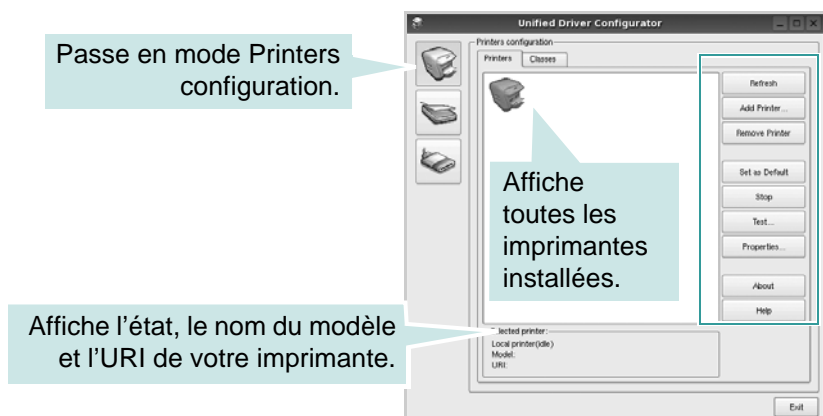 Unified Driver Configurator
Passe en mode Printers
configuration.
Printers configuration
Printers
Classes
Refresh
Add Printer...
Remove Printer
Set as Default
Stop
Test...
Properties...
About
Help
Affiche
toutes les
imprimantes
installées.
Affiche l’état, le nom du modèle
et l’URI de votre imprimante.
Selected printer:
Local printer(idle)
Model:
URI:
Exit